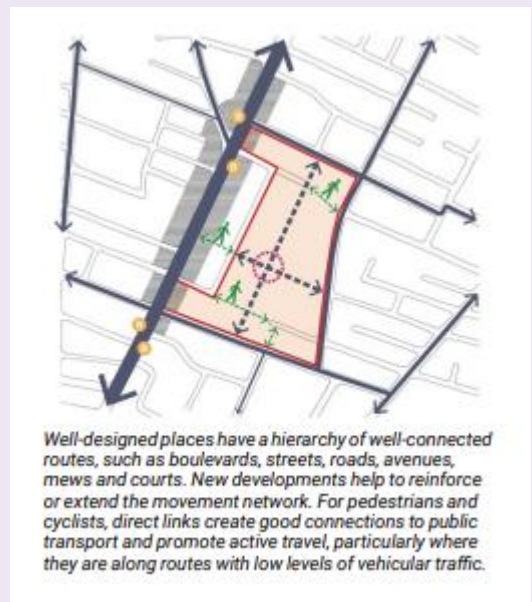 Well-designed places have a hierarchy of well-connected
routes, such as boulevards, streets, roads, avenues,
mews and courts. New developments help to reinforce
or extend the movement network. For pedestrians and
cyclists, direct links create good connections to public
transport and promote active travel, particularly where
they are along routes with low levels of vehicular traffic.